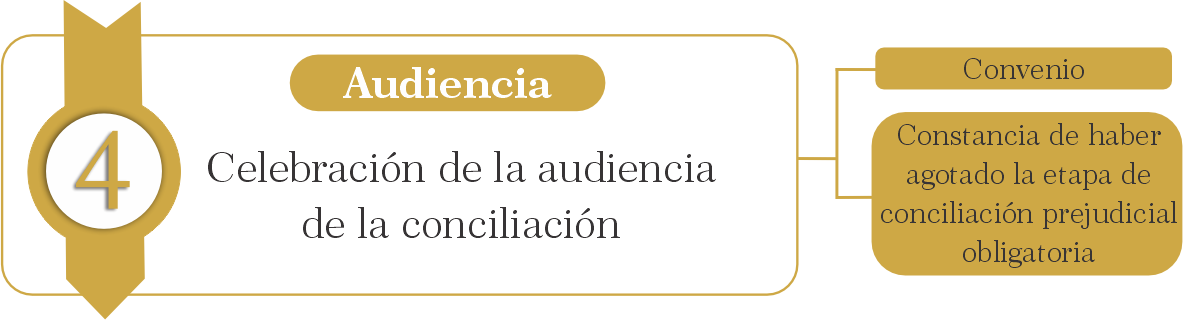 4
Audiencia
Celebración de la audiencia
de la conciliación
Convenio
Constancia de haber
agotado la etapa de
conciliación prejudicial
obligatoria